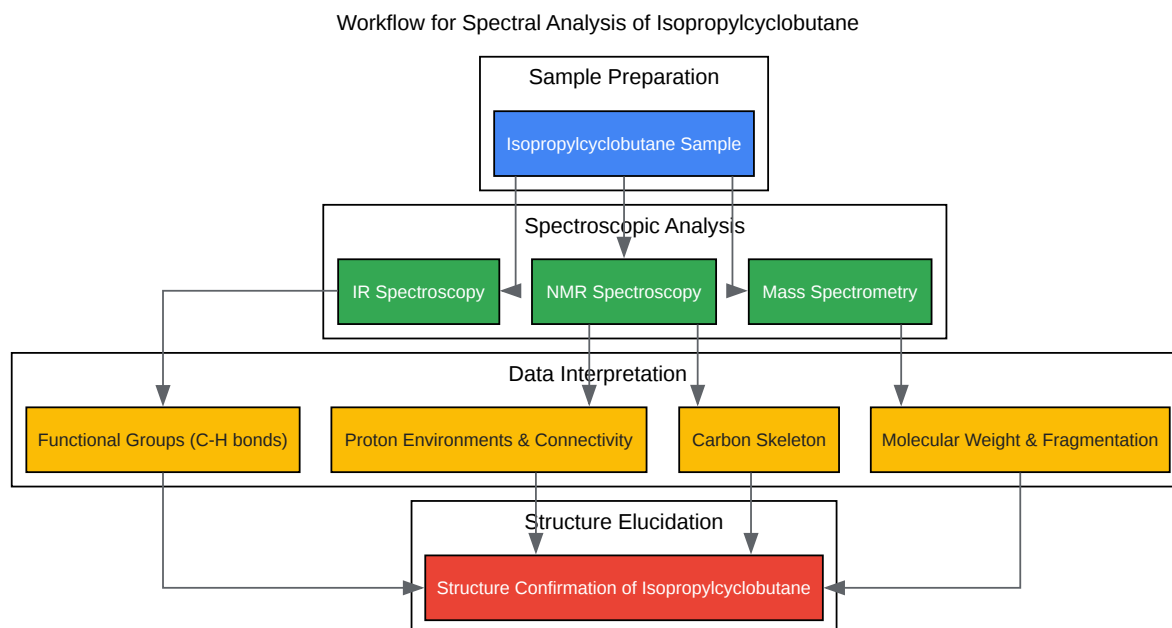 Workflow for Spectral Analysis of Isopropylcyclobutane
Sample Preparation
Isopropylcyclobutane Sample
Spectroscopic Analysis
IR Spectroscopy
NMR Spectroscopy
Mass Spectrometry
Data Interpretation
Functional Groups (C-H bonds)
Proton Environments & Connectivity
Carbon Skeleton
Molecular Weight & Fragmentation
Structure Elucidation
Structure Confirmation of Isopropylcyclobutane